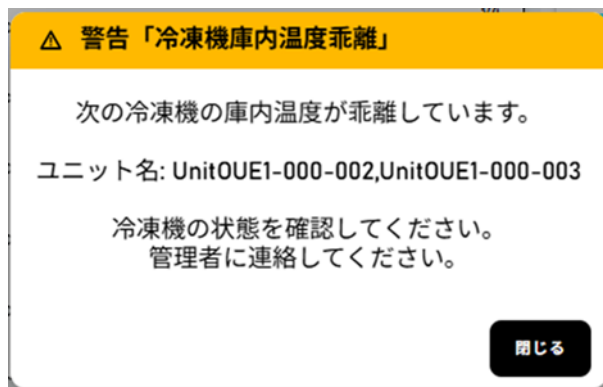 警告「冷凍機庫内温度乖離」
次の冷凍機の庫内温度が乖離しています。
ユニット名: UnitOUE1-000-002,UnitOUE1-000-003
冷凍機の状態を確認してください。
管理者に連絡してください。
閉じる